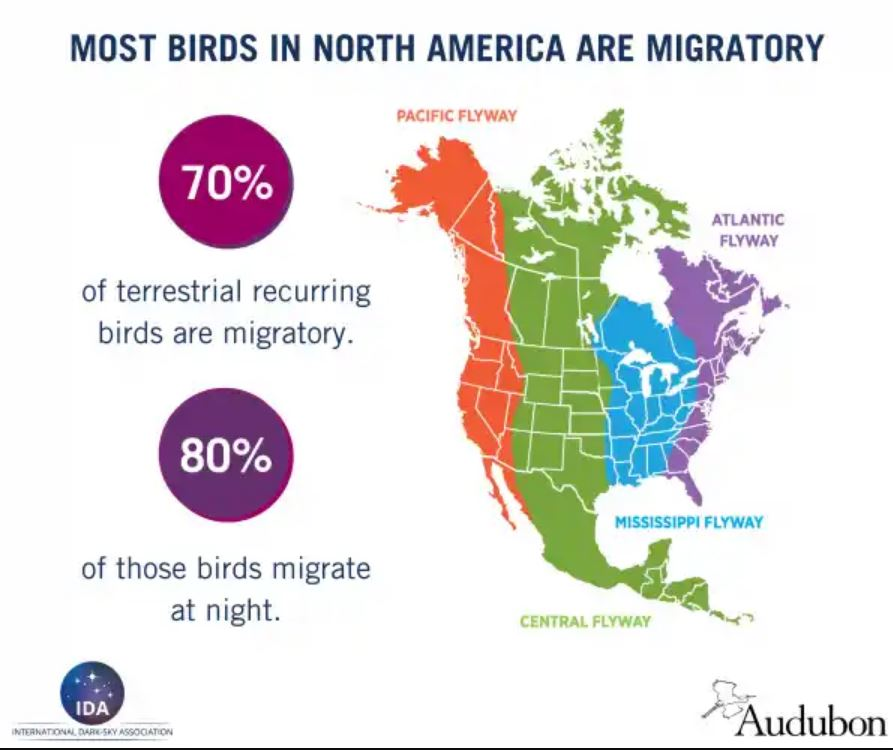 MOST BIRDS IN NORTH AMERICA ARE MIGRATORY
70%
of terrestrial recurring
birds are migratory.
80%
of those birds migrate
at night.
PACIFIC FLYWAY
ATLANTIC
FLYWAY
MISSISSIPPI FLYWAY
CENTRAL FLYWAY
IDA
INTERNATIONAL DARK-SKY ASSOCIATION
Audubon